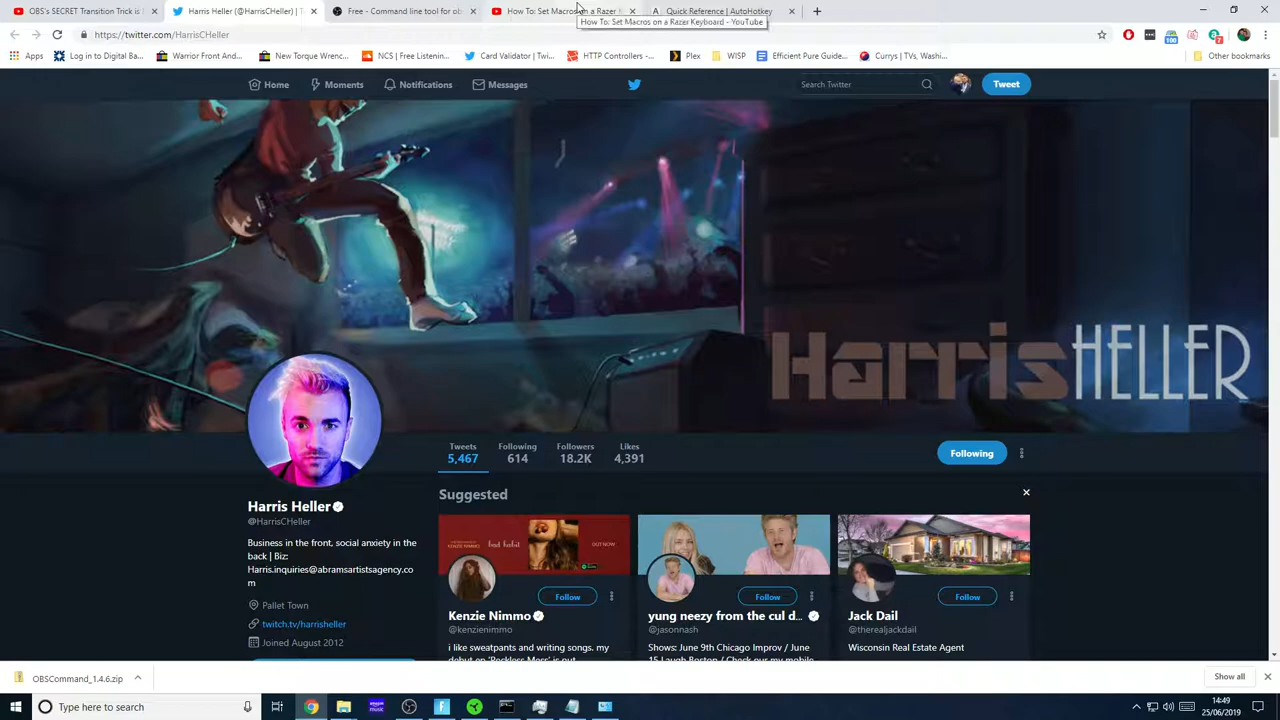 OBS's SECRET Transition Trick is I
Harris Heller (@HarrisCHeller) | T
Free - Command line tool for ob
How To: Set Macros on a Razer K
Quick Reference | AutoHotkey
How To: Set Macros on a Razer Keyboard - YouTube
https://twitter.com/HarrisCHeller
Apps
Log in to Digital Ba...
Warrior Front And...
New Torque Wrenc...
NCS | Free Listenin...
Card Validator | Twi...
HTTP Controllers -...
Plex
WISP
Efficient Pure Guide...
Currys | TVs, Washi...
Other bookmarks
Home
Moments
Notifications
Messages
Search Twitter
Tweet
Harris HELLER
Tweets
5,467
Following
614
Followers
18.2K
Likes
4,391
Following
Suggested
Harris Heller
@HarrisCHeller
Business in the front, social anxiety in the
back | Biz:
Harris.inquiries@abramsartistsagency.co
m
Pallet Town
twitch.tv/harrisheller
Joined August 2012
Follow
Kenzie Nimmo
@kenzienimmo
i like sweatpants and writing songs. my
debut ep 'Reckless Mess' is out
Follow
yung neezy from the cul d...
@jasonnash
Shows: June 9th Chicago Improv / June
15 Laugh Boston / Check our my mobile
Follow
Jack Dail
@therealjackdail
Wisconsin Real Estate Agent
OBSCommand_1.4.6.zip
Show all
Type here to search
14:49
25/06/2019